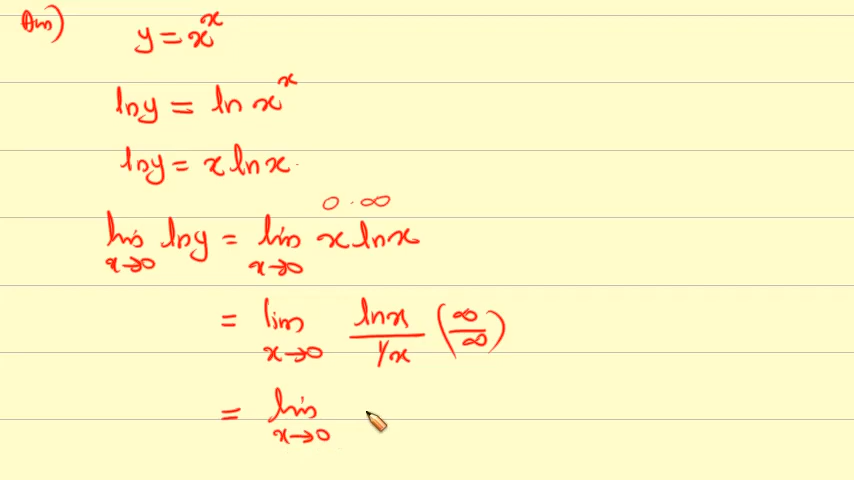 Ans) y = x^x
ln y = ln x^x
ln y = x ln x.
0 · ∞
lim x→0 ln y = lim x→0 x ln x
= lim x→0 ln x / 1/x (∞/∞)
= lim x→0